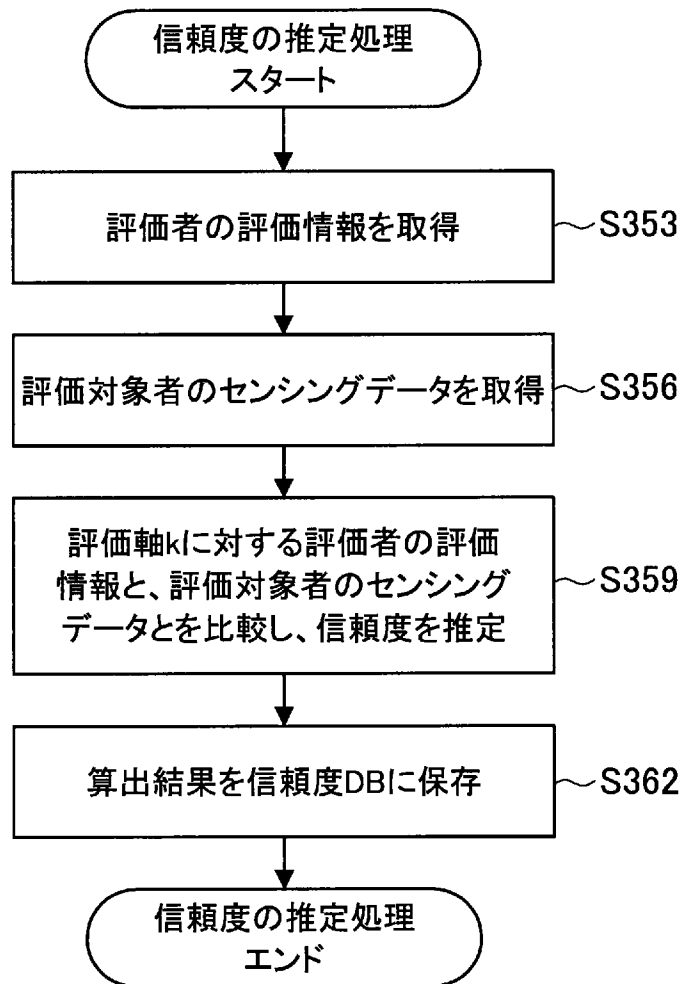 信頼度の推定処理
スタート
評価者の評価情報を取得
S353
評価対象者のセンシングデータを取得
S356
評価軸kに対する評価者の評価
情報と、評価対象者のセンシング
データとを比較し、信頼度を推定
S359
算出結果を信頼度DBに保存
S362
信頼度の推定処理
エンド